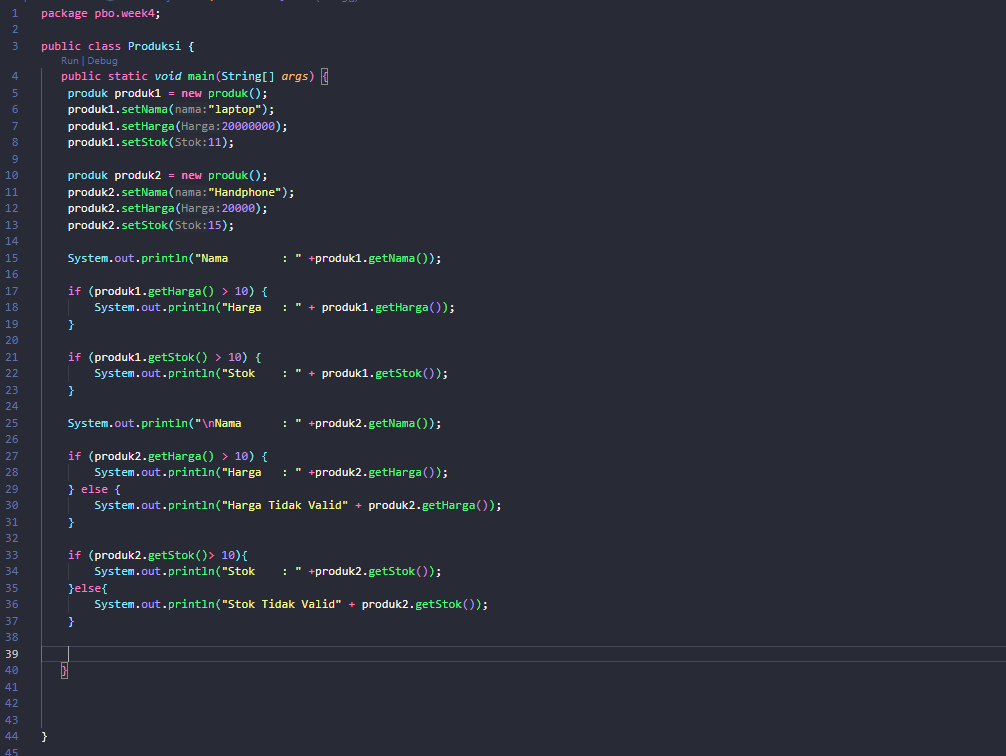 1 package pbo.week4;
2
3 public class Produksi {
Run | Debug
4 public static void main(String[] args) {
5 produk produk1 = new produk();
6 produk1.setNama(nama:"laptop");
7 produk1.setHarga(Harga:20000000);
8 produk1.setStok(Stok:11);
9
10 produk produk2 = new produk();
11 produk2.setNama(nama:"Handphone");
12 produk2.setHarga(Harga:20000);
13 produk2.setStok(Stok:15);
14
15 System.out.println("Nama        : " +produk1.getNama());
16
17 if (produk1.getHarga() > 10) {
18 System.out.println("Harga   : " + produk1.getHarga());
19 }
20
21 if (produk1.getStok() > 10) {
22 System.out.println("Stok    : " + produk1.getStok());
23 }
24
25 System.out.println("\nNama      : " +produk2.getNama());
26
27 if (produk2.getHarga() > 10) {
28 System.out.println("Harga   : " +produk2.getHarga());
29 } else {
30 System.out.println("Harga Tidak Valid" + produk2.getHarga());
31 }
32
33 if (produk2.getStok()> 10){
34 System.out.println("Stok    : " +produk2.getStok());
35 }else{
36 System.out.println("Stok Tidak Valid" + produk2.getStok());
37 }
38
39
40 }
41
42
43
44 }
45